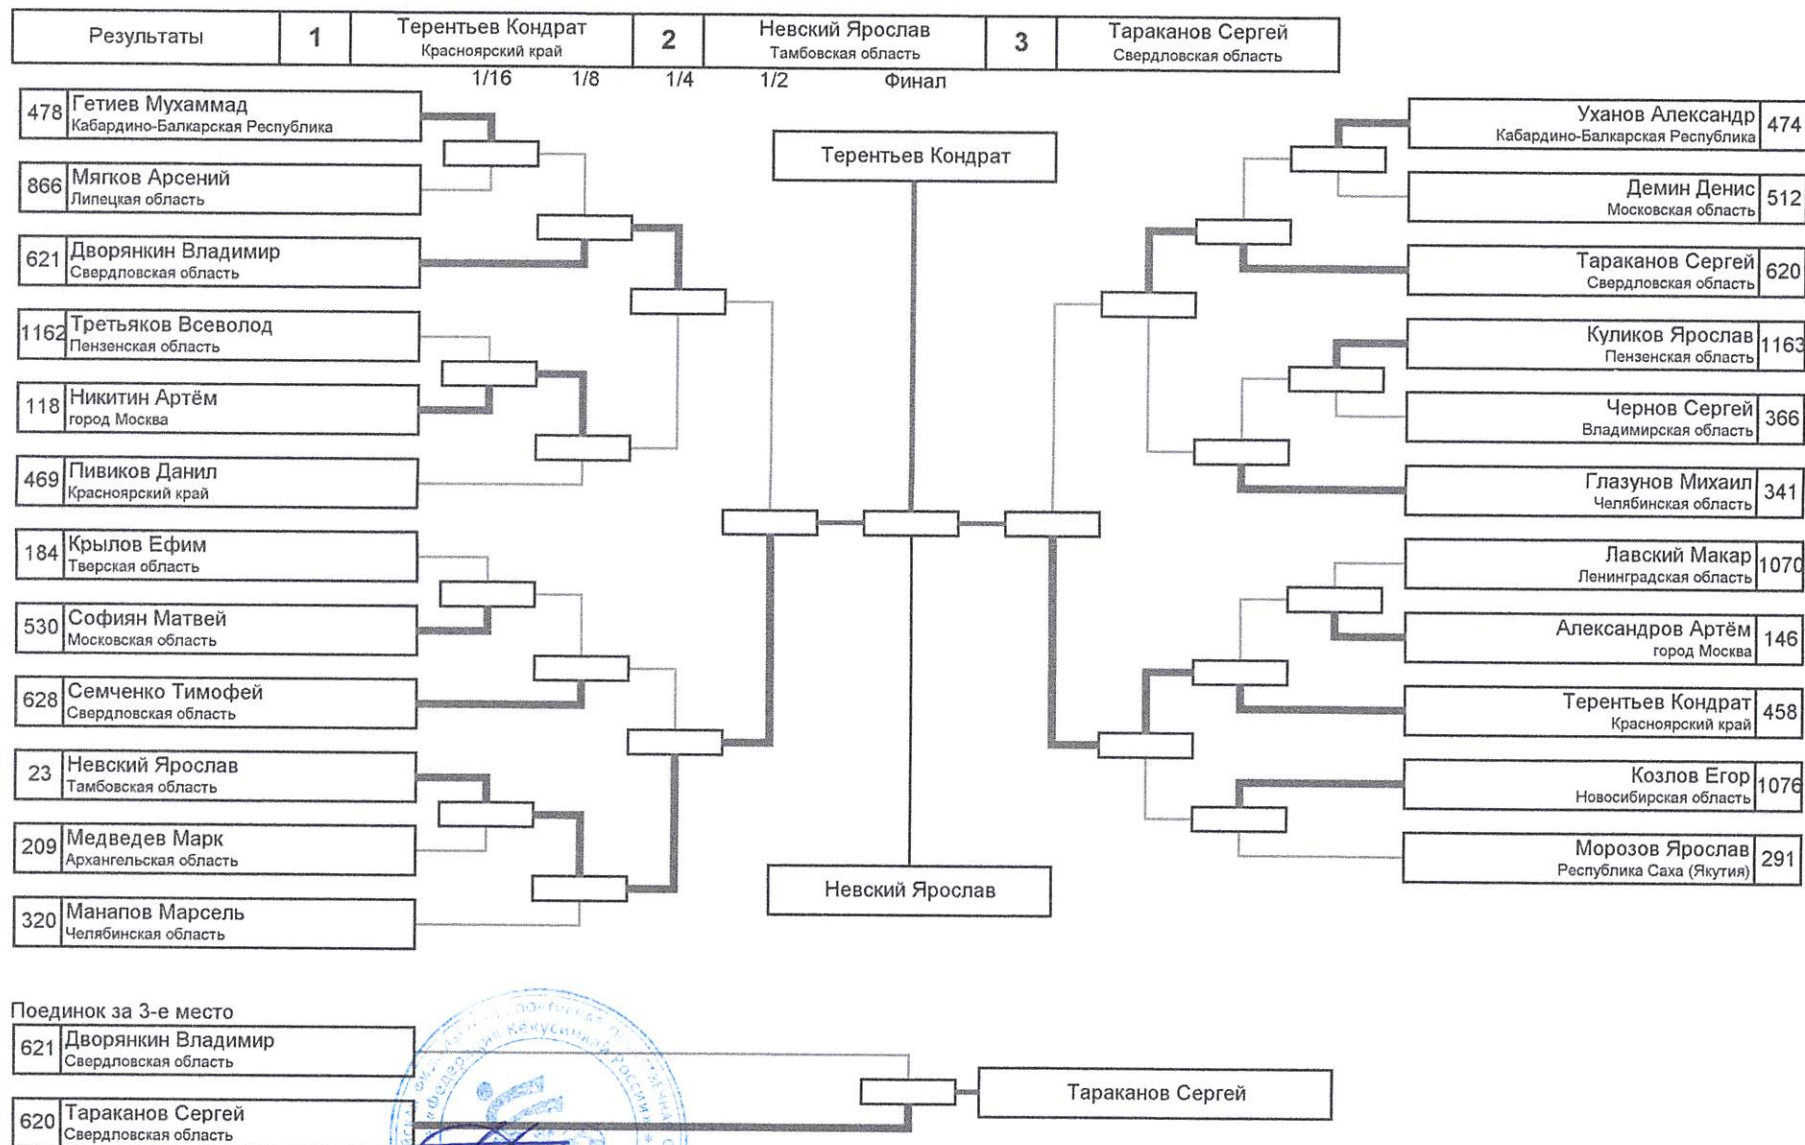 Результаты 1 Терентьев Кондрат 2 Невский Ярослав 3 Тараканов Сергей
Красноярский край Тамбовская область Свердловская область
1/16 1/8 1/4 1/2 Финал
478 Гетиев Мухаммад
Кабардино-Балкарская Республика
866 Мягков Арсений
Липецкая область
621 Дворянкин Владимир
Свердловская область
1162 Третьяков Всеволод
Пензенская область
118 Никитин Артём
город Москва
469 Пивиков Данил
Красноярский край
184 Крылов Ефим
Тверская область
530 Софиян Матвей
Московская область
628 Семченко Тимофей
Свердловская область
23 Невский Ярослав
Тамбовская область
209 Медведев Марк
Архангельская область
320 Манапов Марсель
Челябинская область
Терентьев Кондрат
Невский Ярослав
Уханов Александр 474
Кабардино-Балкарская Республика
Демин Денис 512
Московская область
Тараканов Сергей 620
Свердловская область
Куликов Ярослав 1163
Пензенская область
Чернов Сергей 366
Владимирская область
Глазунов Михаил 341
Челябинская область
Лавский Макар 1070
Ленинградская область
Александров Артём 146
город Москва
Терентьев Кондрат 458
Красноярский край
Козлов Егор 1076
Новосибирская область
Морозов Ярослав 291
Республика Саха (Якутия)
Поединок за 3-е место
621 Дворянкин Владимир
Свердловская область
620 Тараканов Сергей
Свердловская область
Тараканов Сергей